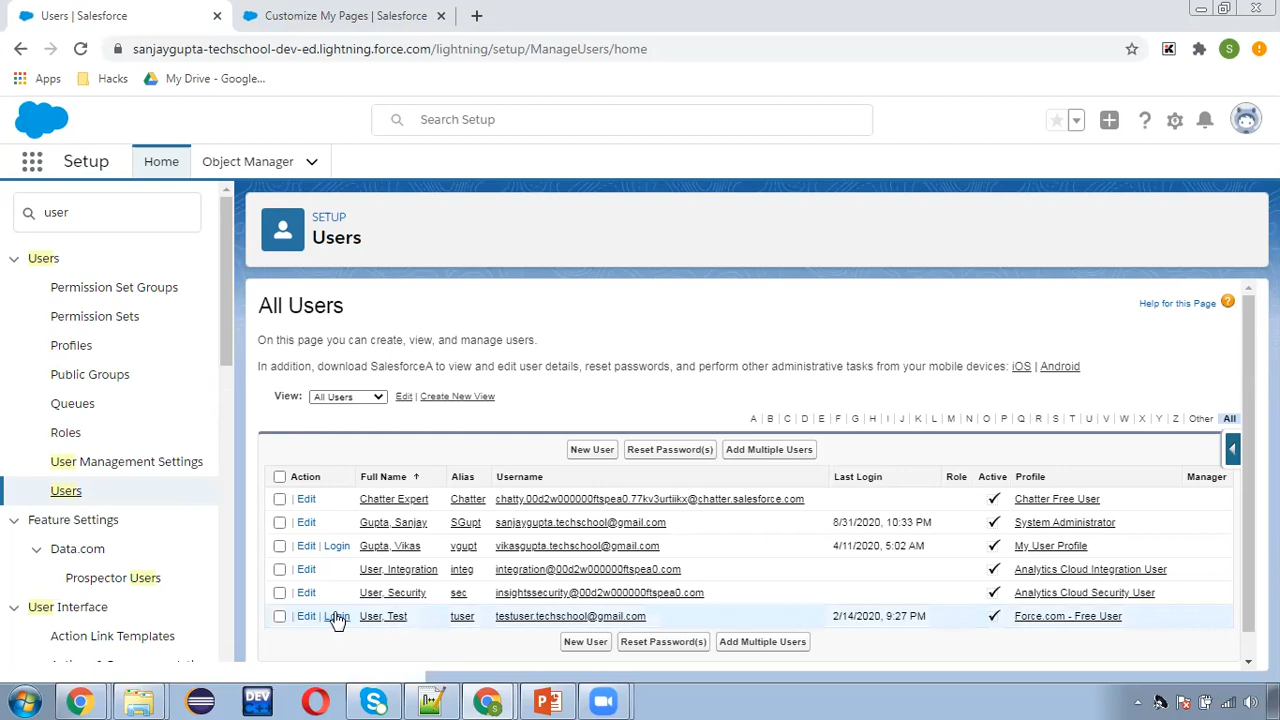 Users | Salesforce
Customize My Pages | Salesforce
sanjaygupta-techschool-dev-ed.lightning.force.com/lightning/setup/ManageUsers/home
S
Apps
Hacks
My Drive - Google...
Search Setup
Setup
Home
Object Manager
user
Users
Permission Set Groups
Permission Sets
Profiles
Public Groups
Queues
Roles
User Management Settings
Users
Feature Settings
Data.com
Prospector Users
User Interface
Action Link Templates
SETUP
Users
All Users
Help for this Page ?
On this page you can create, view, and manage users.
In addition, download SalesforceA to view and edit user details, reset passwords, and perform other administrative tasks from your mobile devices: iOS | Android
View: All Users Edit | Create New View
A | B | C | D | E | F | G | H | I | J | K | L | M | N | O | P | Q | R | S | T | U | V | W | X | Y | Z | Other All
New User Reset Password(s) Add Multiple Users
Action Full Name Alias Username Last Login Role Active Profile Manager
| Edit Chatter Expert Chatter chatty.00d2w000000ftspea0.77kv3urtiikx@chatter.salesforce.com Chatter Free User
| Edit Gupta, Sanjay SGupt sanjaygupta.techschool@gmail.com 8/31/2020, 10:33 PM System Administrator
| Edit | Login Gupta, Vikas vgupt vikasgupta.techschool@gmail.com 4/11/2020, 5:02 AM My User Profile
| Edit User, Integration integ integration@00d2w000000ftspea0.com Analytics Cloud Integration User
| Edit User, Security sec insightssecurity@00d2w000000ftspea0.com Analytics Cloud Security User
| Edit | Login User, Test tuser testuser.techschool@gmail.com 2/14/2020, 9:27 PM Force.com - Free User
New User Reset Password(s) Add Multiple Users
DEV C++